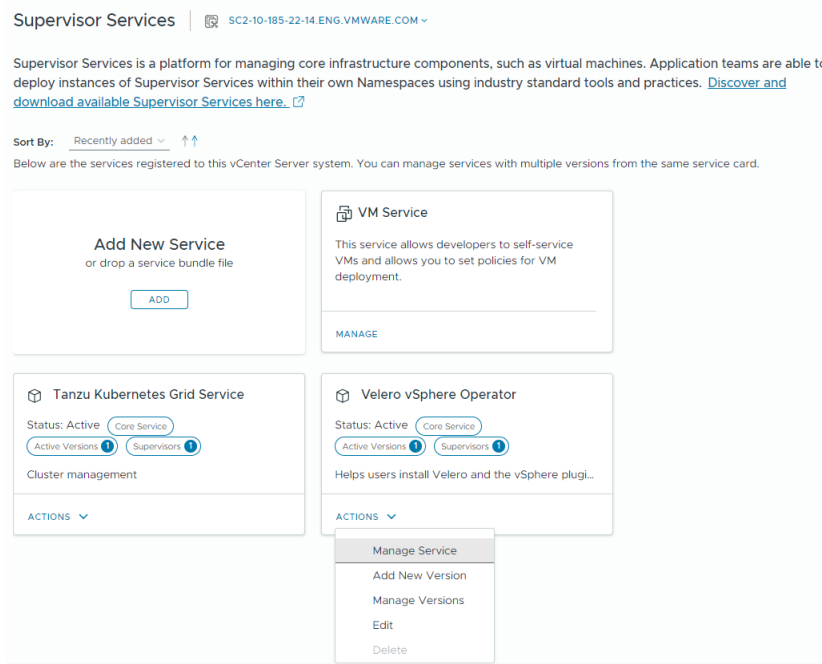 Supervisor Services
SC2-10-185-22-14.ENG.VMWARE.COM
Supervisor Services is a platform for managing core infrastructure components, such as virtual machines. Application teams are able to
deploy instances of Supervisor Services within their own Namespaces using industry standard tools and practices. Discover and
download available Supervisor Services here.
Sort By: Recently added
Below are the services registered to this vCenter Server system. You can manage services with multiple versions from the same service card.
Add New Service
or drop a service bundle file
ADD
VM Service
This service allows developers to self-service
VMs and allows you to set policies for VM
deployment.
MANAGE
Tanzu Kubernetes Grid Service
Status: Active Core Service
Active Versions 1 Supervisors 1
Cluster management
ACTIONS
Velero vSphere Operator
Status: Active Core Service
Active Versions 1 Supervisors 1
Helps users install Velero and the vSphere plugi...
ACTIONS
Manage Service
Add New Version
Manage Versions
Edit
Delete